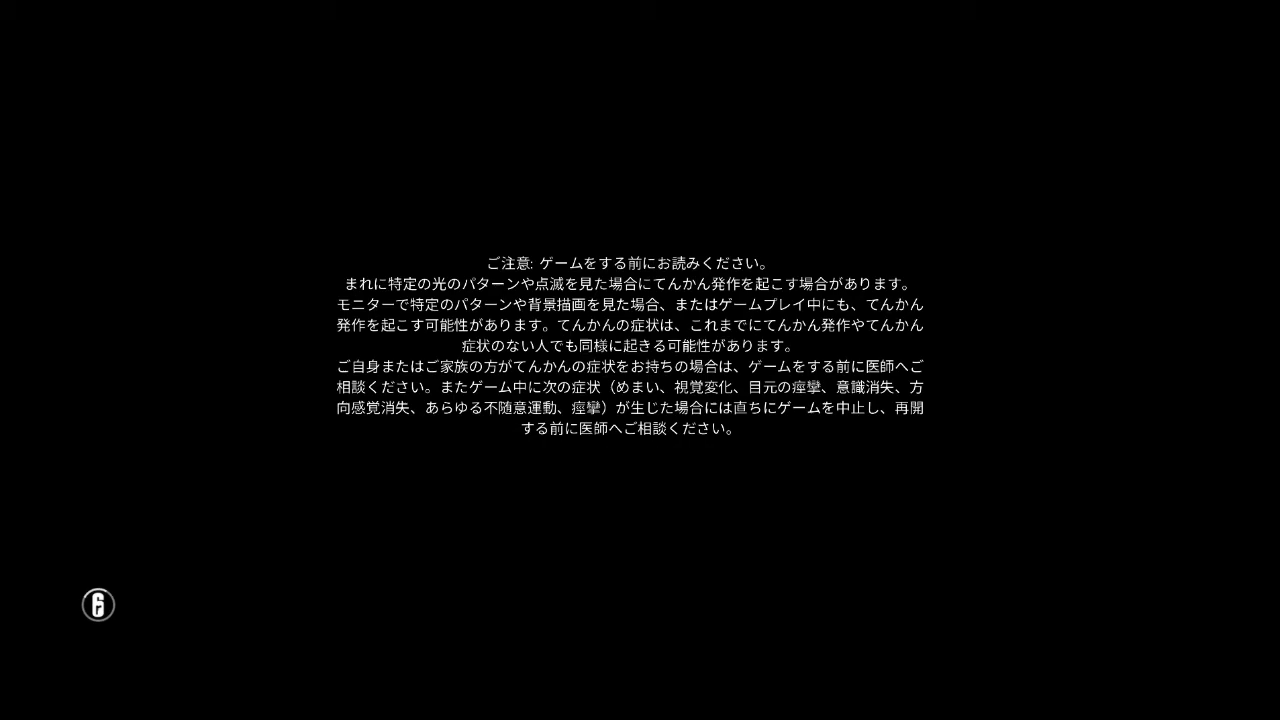 ご注意: ゲームをする前にお読みください。
まれに特定の光のパターンや点滅を見た場合にてんかん発作を起こす場合があります。
モニターで特定のパターンや背景描画を見た場合、またはゲームプレイ中にも、てんかん
発作を起こす可能性があります。てんかんの症状は、これまでにてんかん発作やてんかん
症状のない人でも同様に起きる可能性があります。
ご自身またはご家族の方がてんかんの症状をお持ちの場合は、ゲームをする前に医師へご
相談ください。またゲーム中に次の症状（めまい、視覚変化、目元の痙攣、意識消失、方
向感覚消失、あらゆる不随意運動、痙攣）が生じた場合には直ちにゲームを中止し、再開
する前に医師へご相談ください。
6